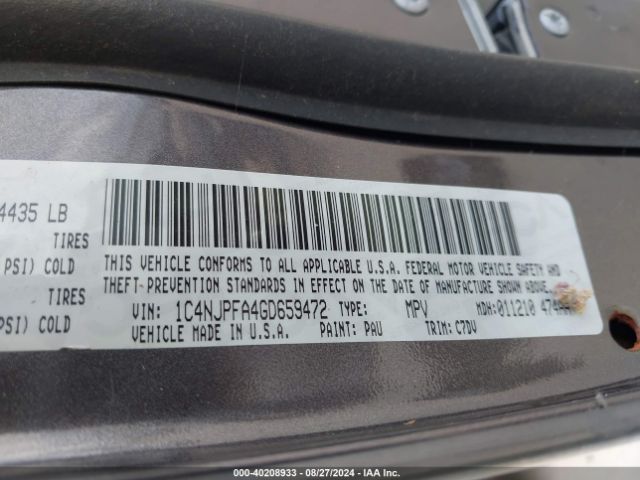 4435 LB
TIRES
PSI) COLD
TIRES
PSI) COLD
THIS VEHICLE CONFORMS TO ALL APPLICABLE U.S.A. FEDERAL MOTOR VEHICLE SAFETY AND
THEFT-PREVENTION STANDARDS IN EFFECT ON THE DATE OF MANUFACTURE SHOWN ABOVE.
VIN: 1C4NJPFA4GD659472 TYPE: MPV MDH: 011210
VEHICLE MADE IN U.S.A. PAINT: PAU TRIM: C7DV
000-40208933 - 08/27/2024 - IAA Inc.